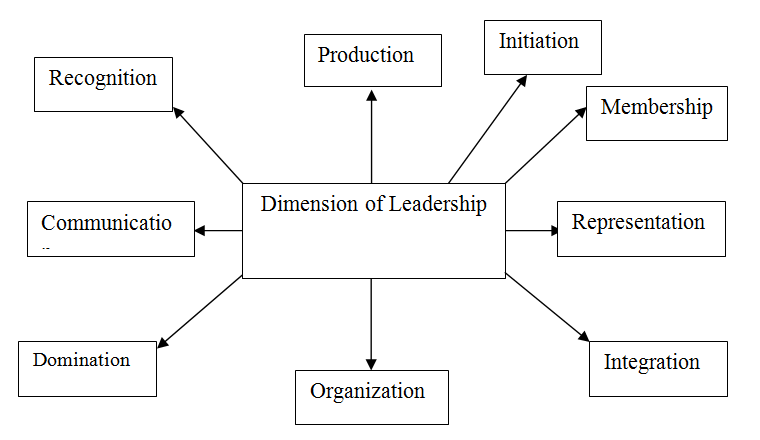 Initiation
Production
Recognition
Membership
Dimension of Leadership
Communicatio
Representation
Domination
Integration
Organization